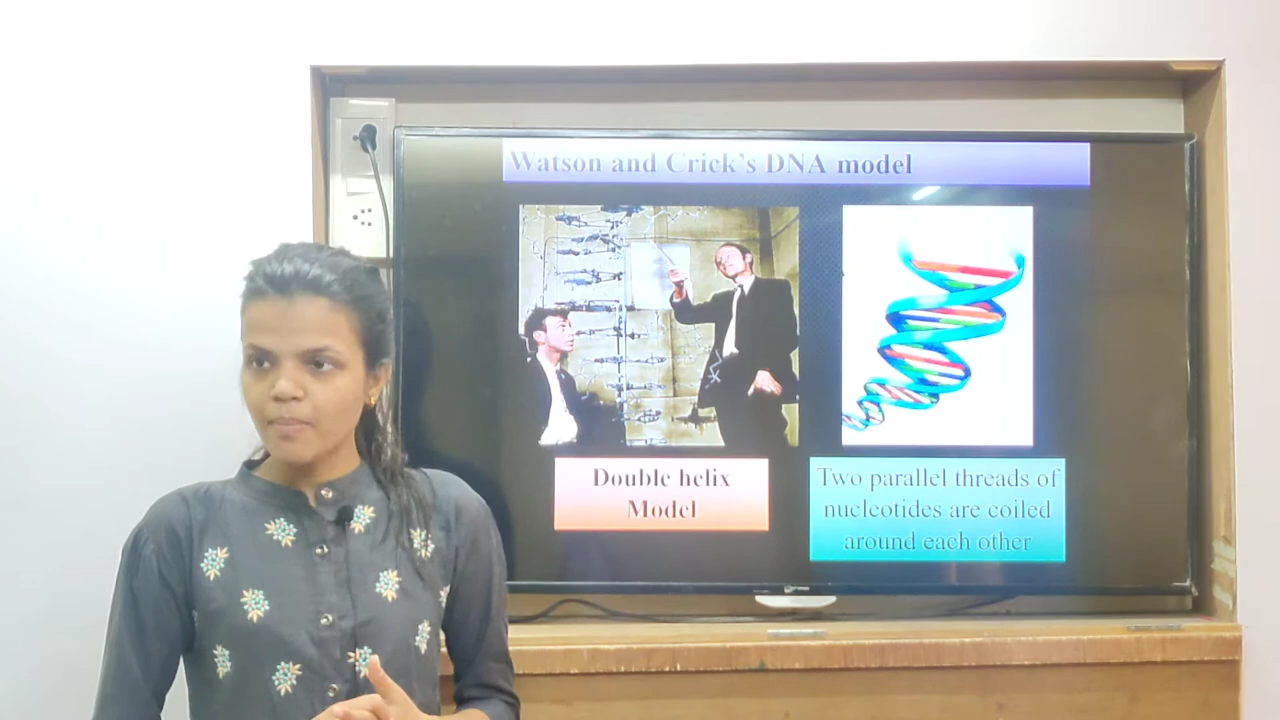 Watson and Crick's DNA model
Double helix
Model
Two parallel threads of
nucleotides are coiled
around each other